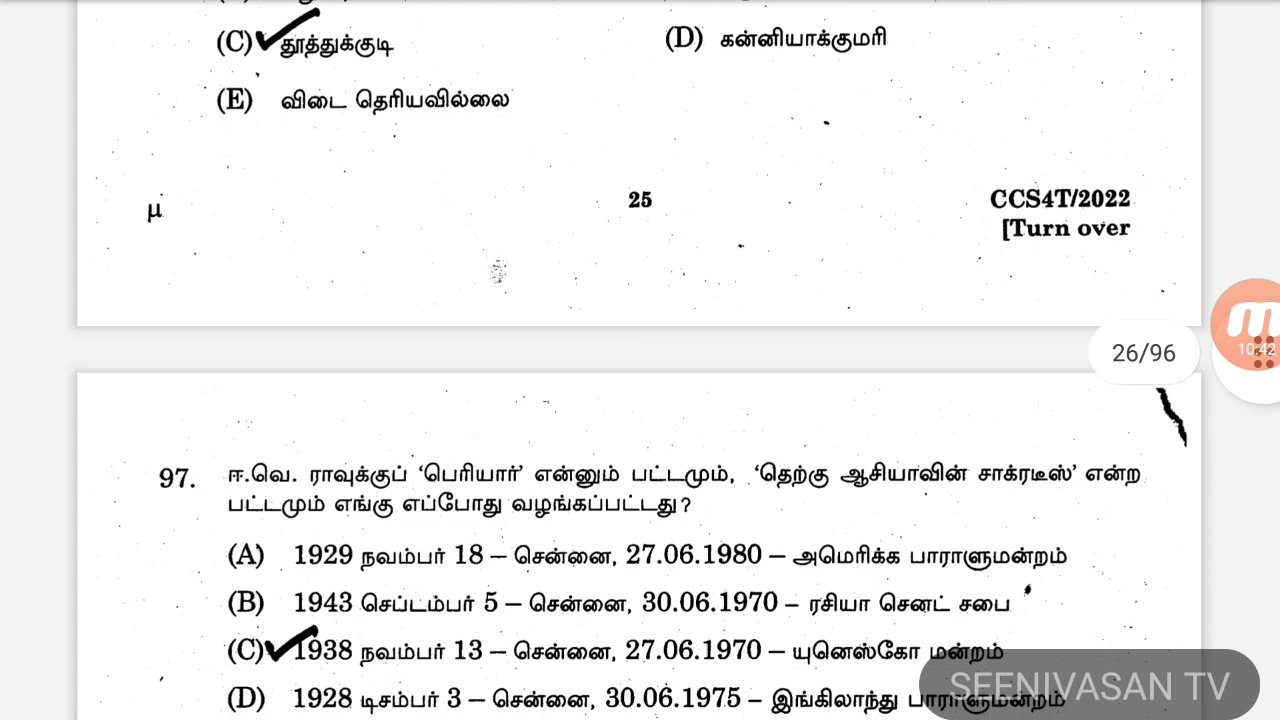 (C) தூத்துக்குடி (D) கன்னியாக்குமரி
(E) விடை தெரியவில்லை
μ 25 CCS4T/2022
[Turn over
10:42
26/96
97. ஈ.வெ. ராவுக்குப் ‘பெரியார்’ என்னும் பட்டமும், ‘தெற்கு ஆசியாவின் சாக்ரடீஸ்’ என்ற
பட்டமும் எங்கு எப்போது வழங்கப்பட்டது?
(A) 1929 நவம்பர் 18 – சென்னை, 27.06.1980 – அமெரிக்க பாராளுமன்றம்
(B) 1943 செப்டம்பர் 5 – சென்னை, 30.06.1970 – ரசியா செனட் சபை
(C) 1938 நவம்பர் 13 – சென்னை, 27.06.1970 – யுனெஸ்கோ மன்றம்
(D) 1928 டிசம்பர் 3 – சென்னை, 30.06.1975 – இங்கிலாந்து பாராளுமன்றம்
SEENIVASAN TV